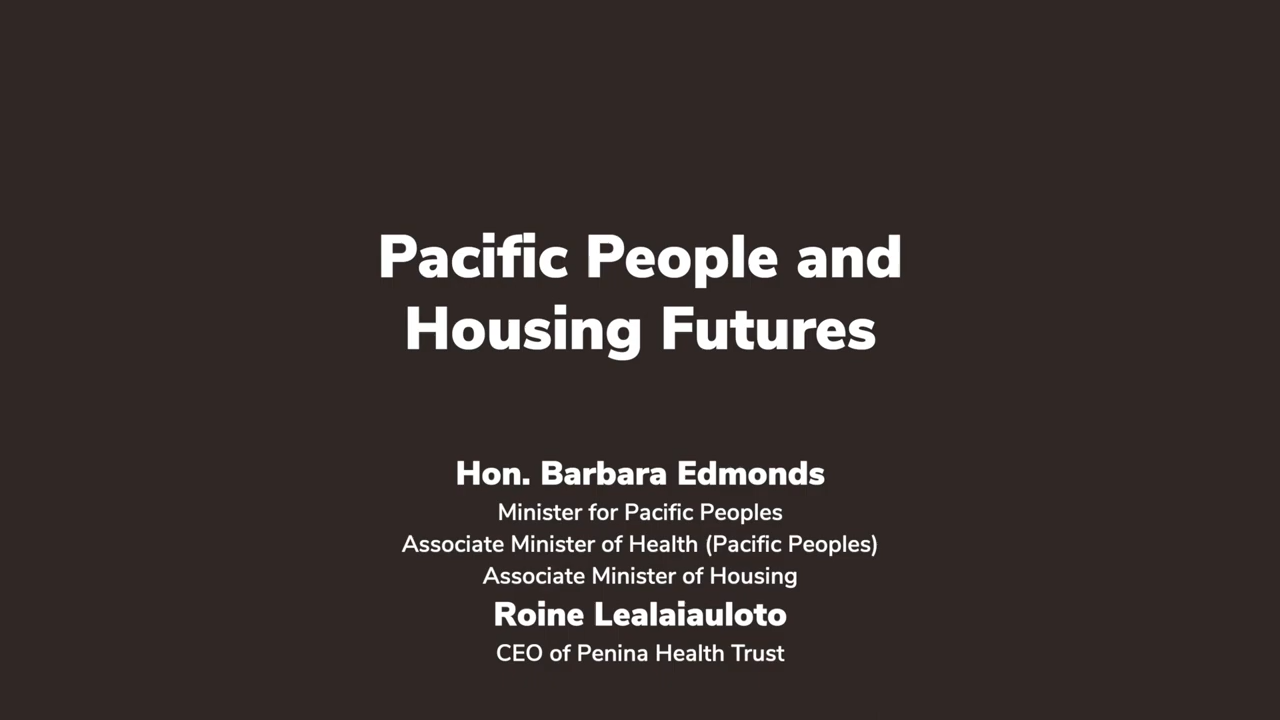 Pacific People and
Housing Futures
Hon. Barbara Edmonds
Minister for Pacific Peoples
Associate Minister of Health (Pacific Peoples)
Associate Minister of Housing
Roine Lealaiauloto
CEO of Penina Health Trust